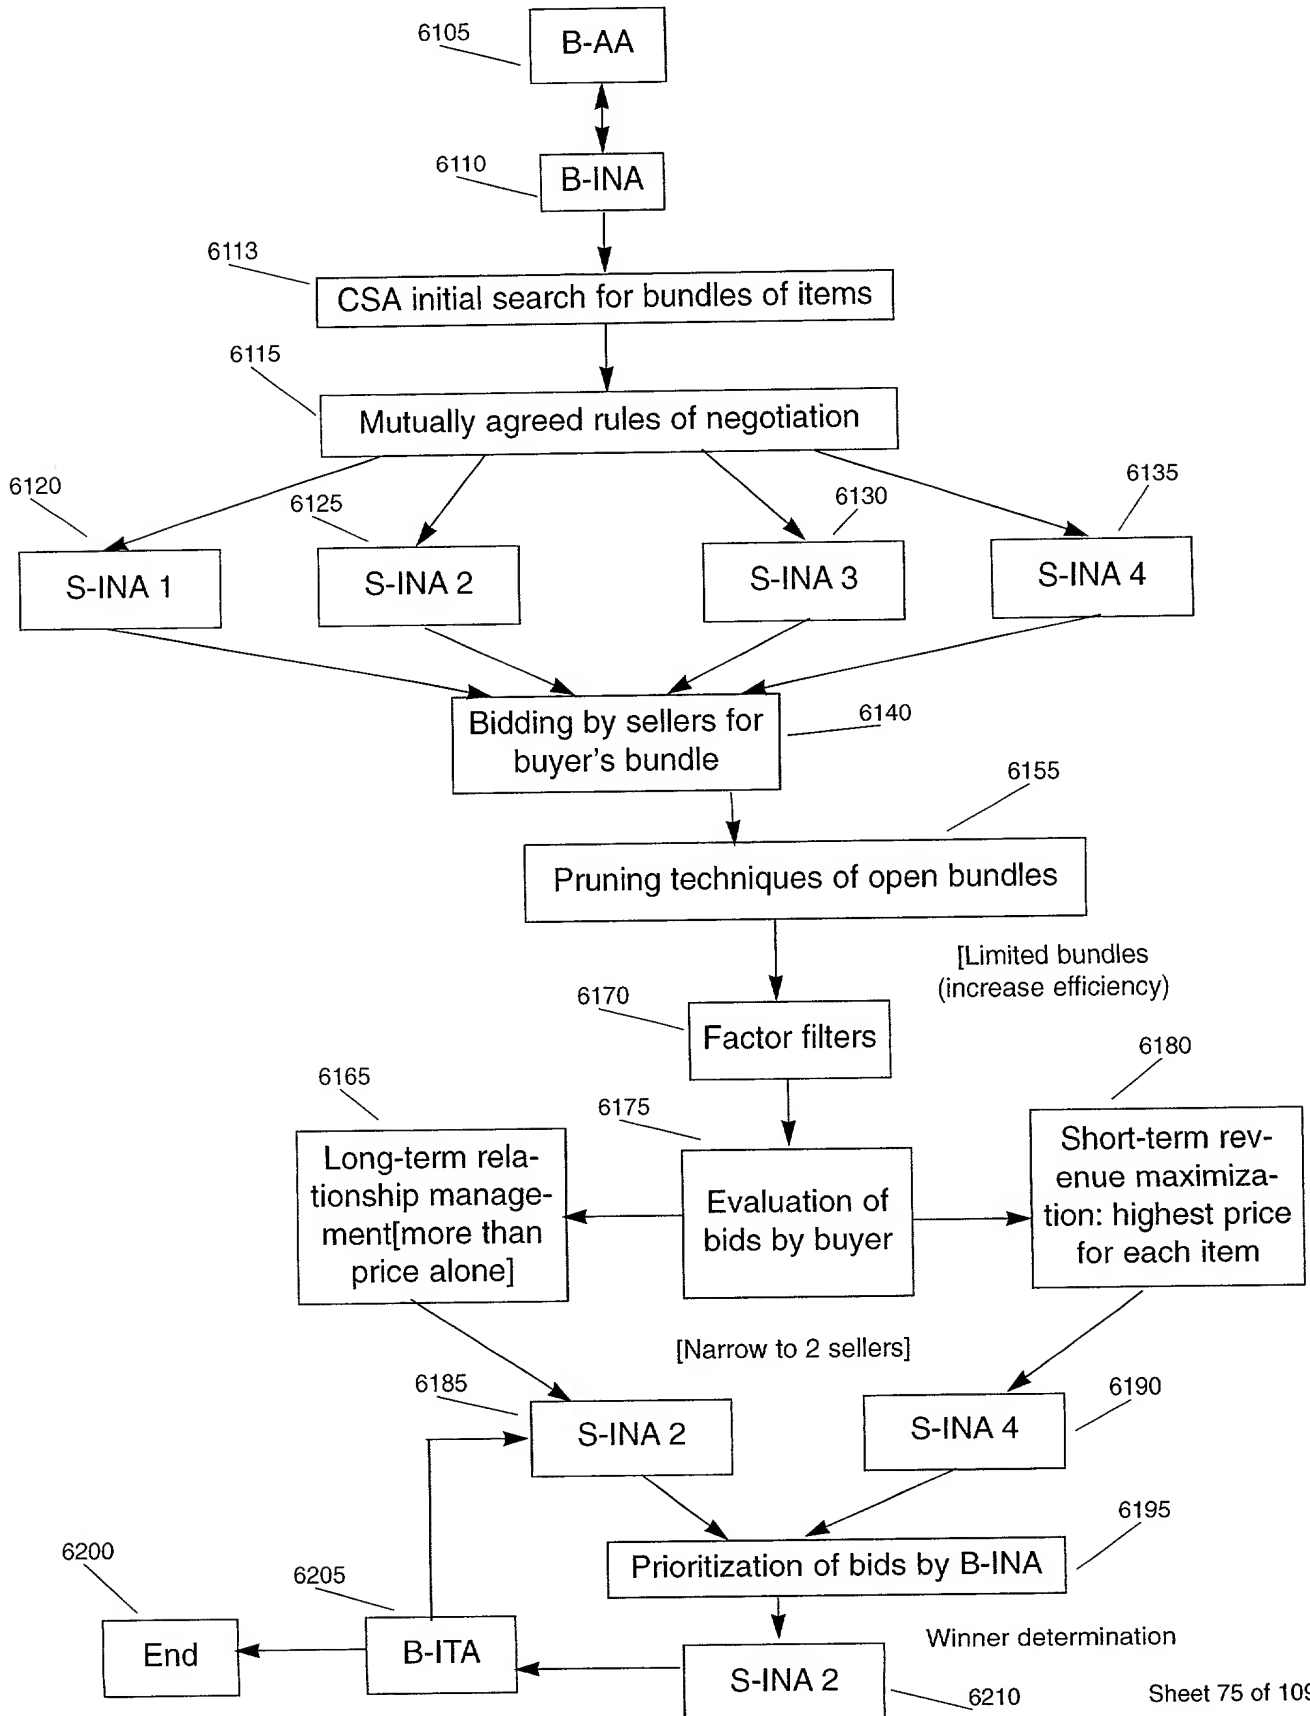 6105
B-AA
6110
B-INA
6113
CSA initial search for bundles of items
6115
Mutually agreed rules of negotiation
6120
6125
6130
6135
S-INA 1
S-INA 2
S-INA 3
S-INA 4
Bidding by sellers for
buyer's bundle
6140
6155
Pruning techniques of open bundles
[Limited bundles
(increase efficiency)
6170
Factor filters
6165
6175
6180
Long-term rela-
tionship manage-
ment[more than
price alone]
Evaluation of
bids by buyer
Short-term rev-
enue maximiza-
tion: highest price
for each item
[Narrow to 2 sellers]
6185
S-INA 2
S-INA 4
6190
6195
Prioritization of bids by B-INA
6200
6205
End
B-ITA
Winner determination
S-INA 2
6210
Sheet 75 of 109